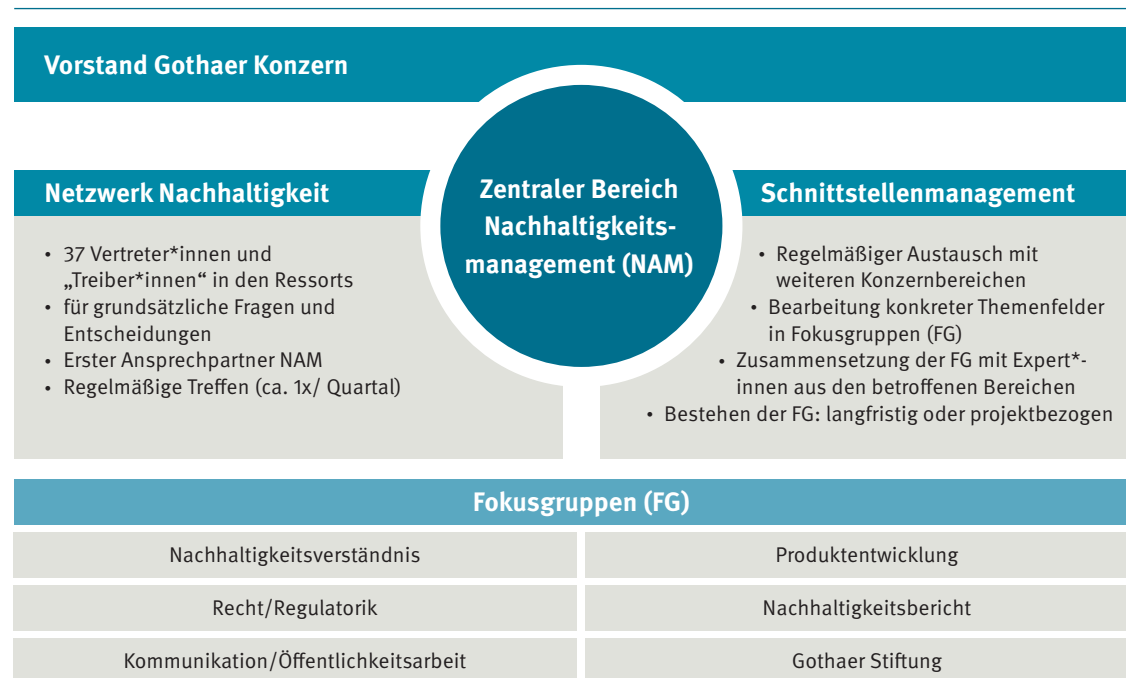 Vorstand Gothaer Konzern
Netzwerk Nachhaltigkeit
• 37 Vertreter*innen und
„Treiber*innen“ in den Ressorts
• für grundsätzliche Fragen und
Entscheidungen
• Erster Ansprechpartner NAM
• Regelmäßige Treffen (ca. 1x/ Quartal)
Zentraler Bereich
Nachhaltigkeits-
management (NAM)
Schnittstellenmanagement
• Regelmäßiger Austausch mit
weiteren Konzernbereichen
• Bearbeitung konkreter Themenfelder
in Fokusgruppen (FG)
• Zusammensetzung der FG mit Expert*-
innen aus den betroffenen Bereichen
• Bestehen der FG: langfristig oder projektbezogen
Fokusgruppen (FG)
Nachhaltigkeitsverständnis
Produktentwicklung
Recht/Regulatorik
Nachhaltigkeitsbericht
Kommunikation/Öffentlichkeitsarbeit
Gothaer Stiftung